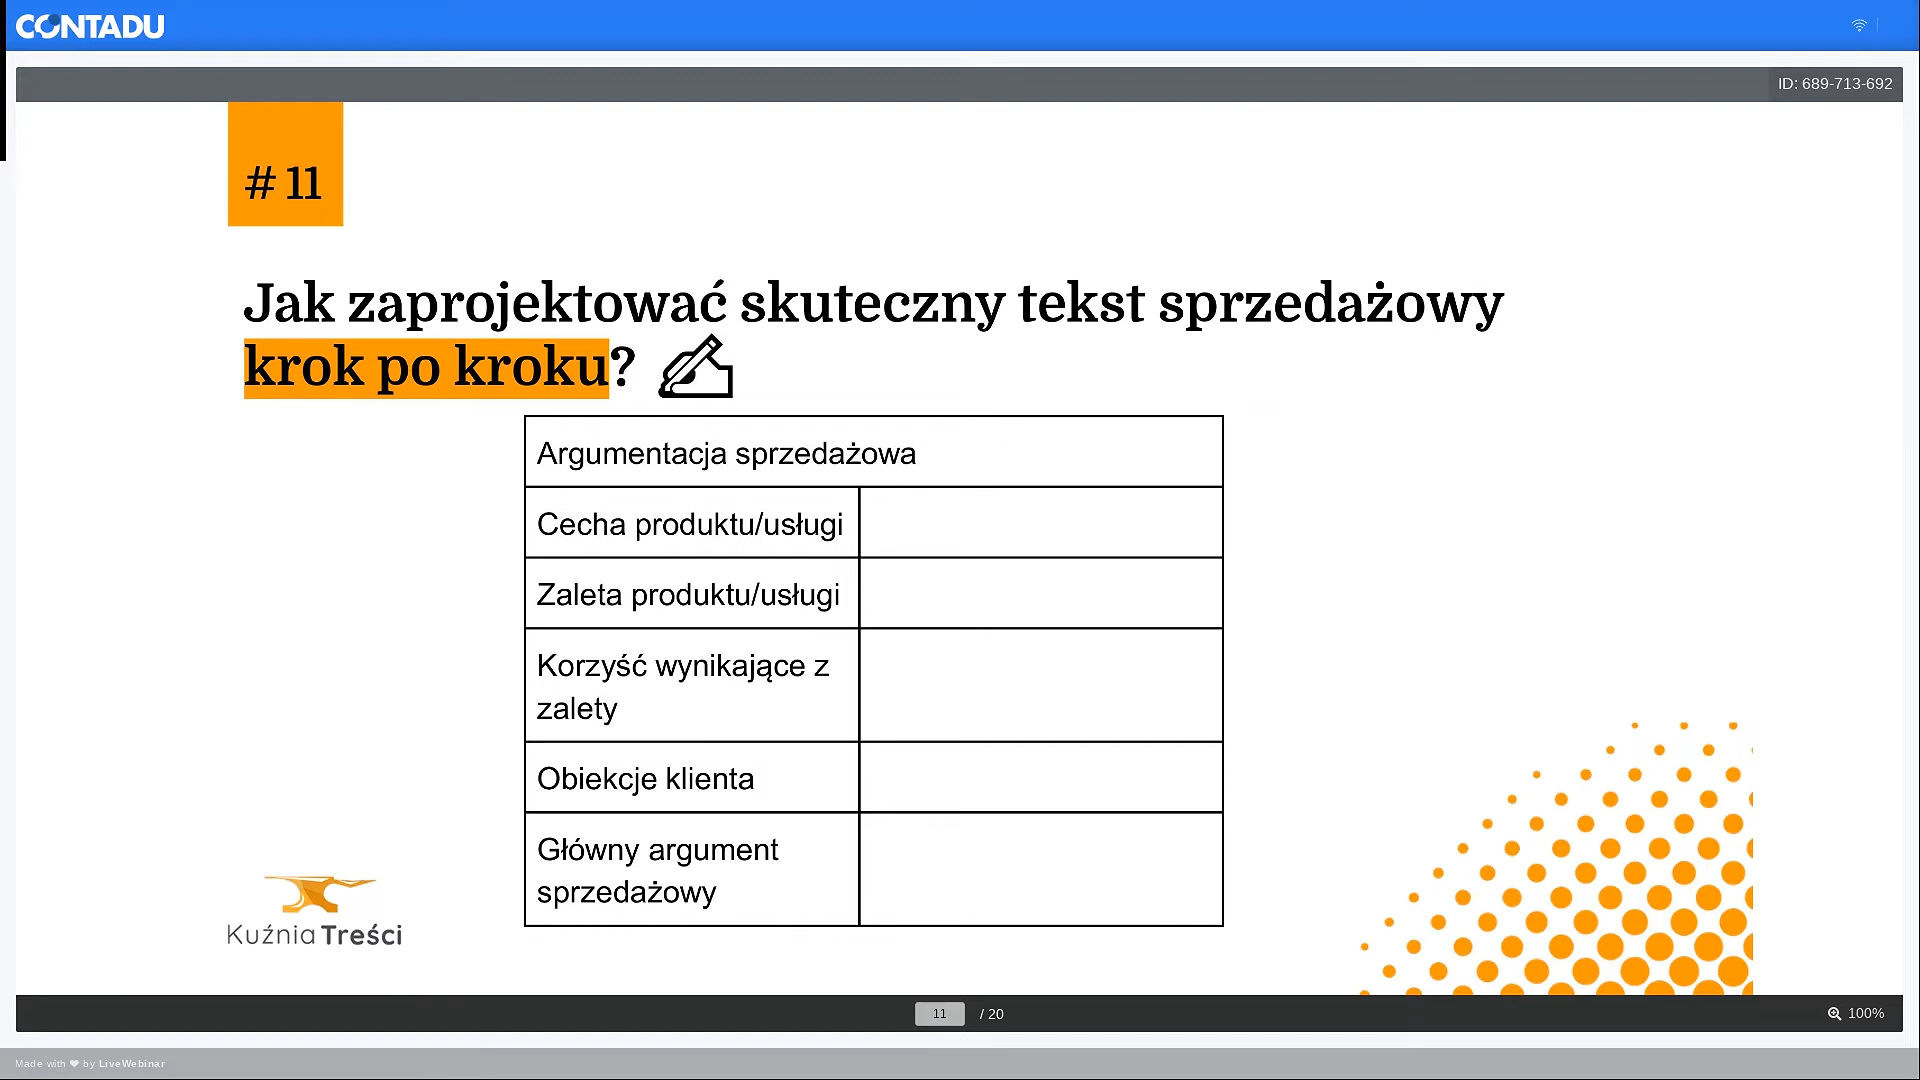 CONTADU
ID: 689-713-692
# 11
Jak zaprojektować skuteczny tekst sprzedażowy
krok po kroku?
Argumentacja sprzedażowa
Cecha produktu/usługi
Zaleta produktu/usługi
Korzyść wynikające z
zalety
Obiekcje klienta
Główny argument
sprzedażowy
Kuźnia Treści
11 / 20
100%
Made with ❤ by LiveWebinar